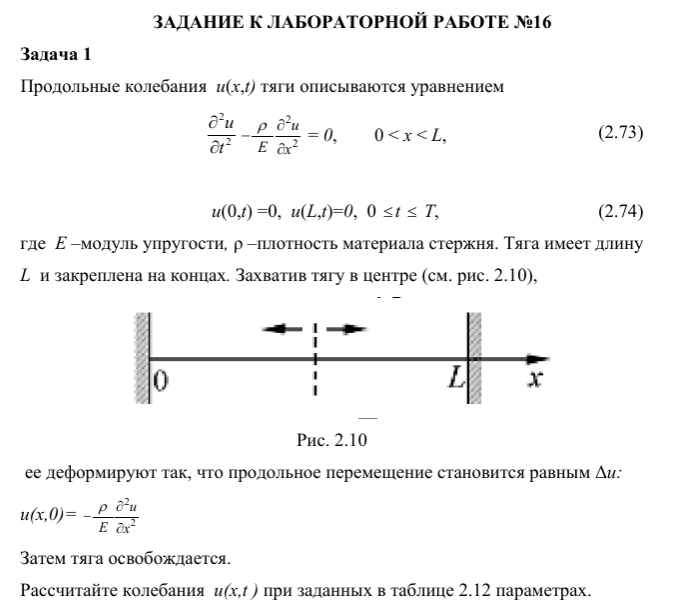 ЗАДАНИЕ К ЛАБОРАТОРНОЙ РАБОТЕ №16
Задача 1
Продольные колебания u(x,t) тяги описываются уравнением
∂²u/∂t² – ρ/E ∂²u/∂x² = 0, 0 < x < L, (2.73)
u(0,t) =0, u(L,t)=0, 0 ≤t ≤ T, (2.74)
где E –модуль упругости, ρ –плотность материала стержня. Тяга имеет длину
L и закреплена на концах. Захватив тягу в центре (см. рис. 2.10),
0 L x
Рис. 2.10
ее деформируют так, что продольное перемещение становится равным Δu:
u(x,0)= – ρ/E ∂²u/∂x²
Затем тяга освобождается.
Рассчитайте колебания u(x,t ) при заданных в таблице 2.12 параметрах.